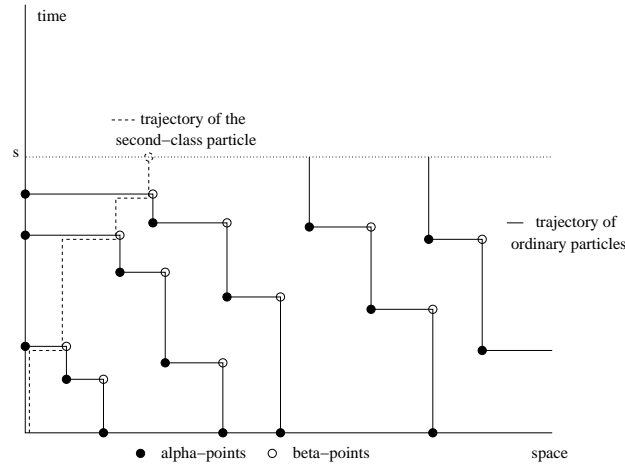 time
trajectory of the
second−class particle
s
trajectory of
ordinary particles
alpha−points
beta−points
space